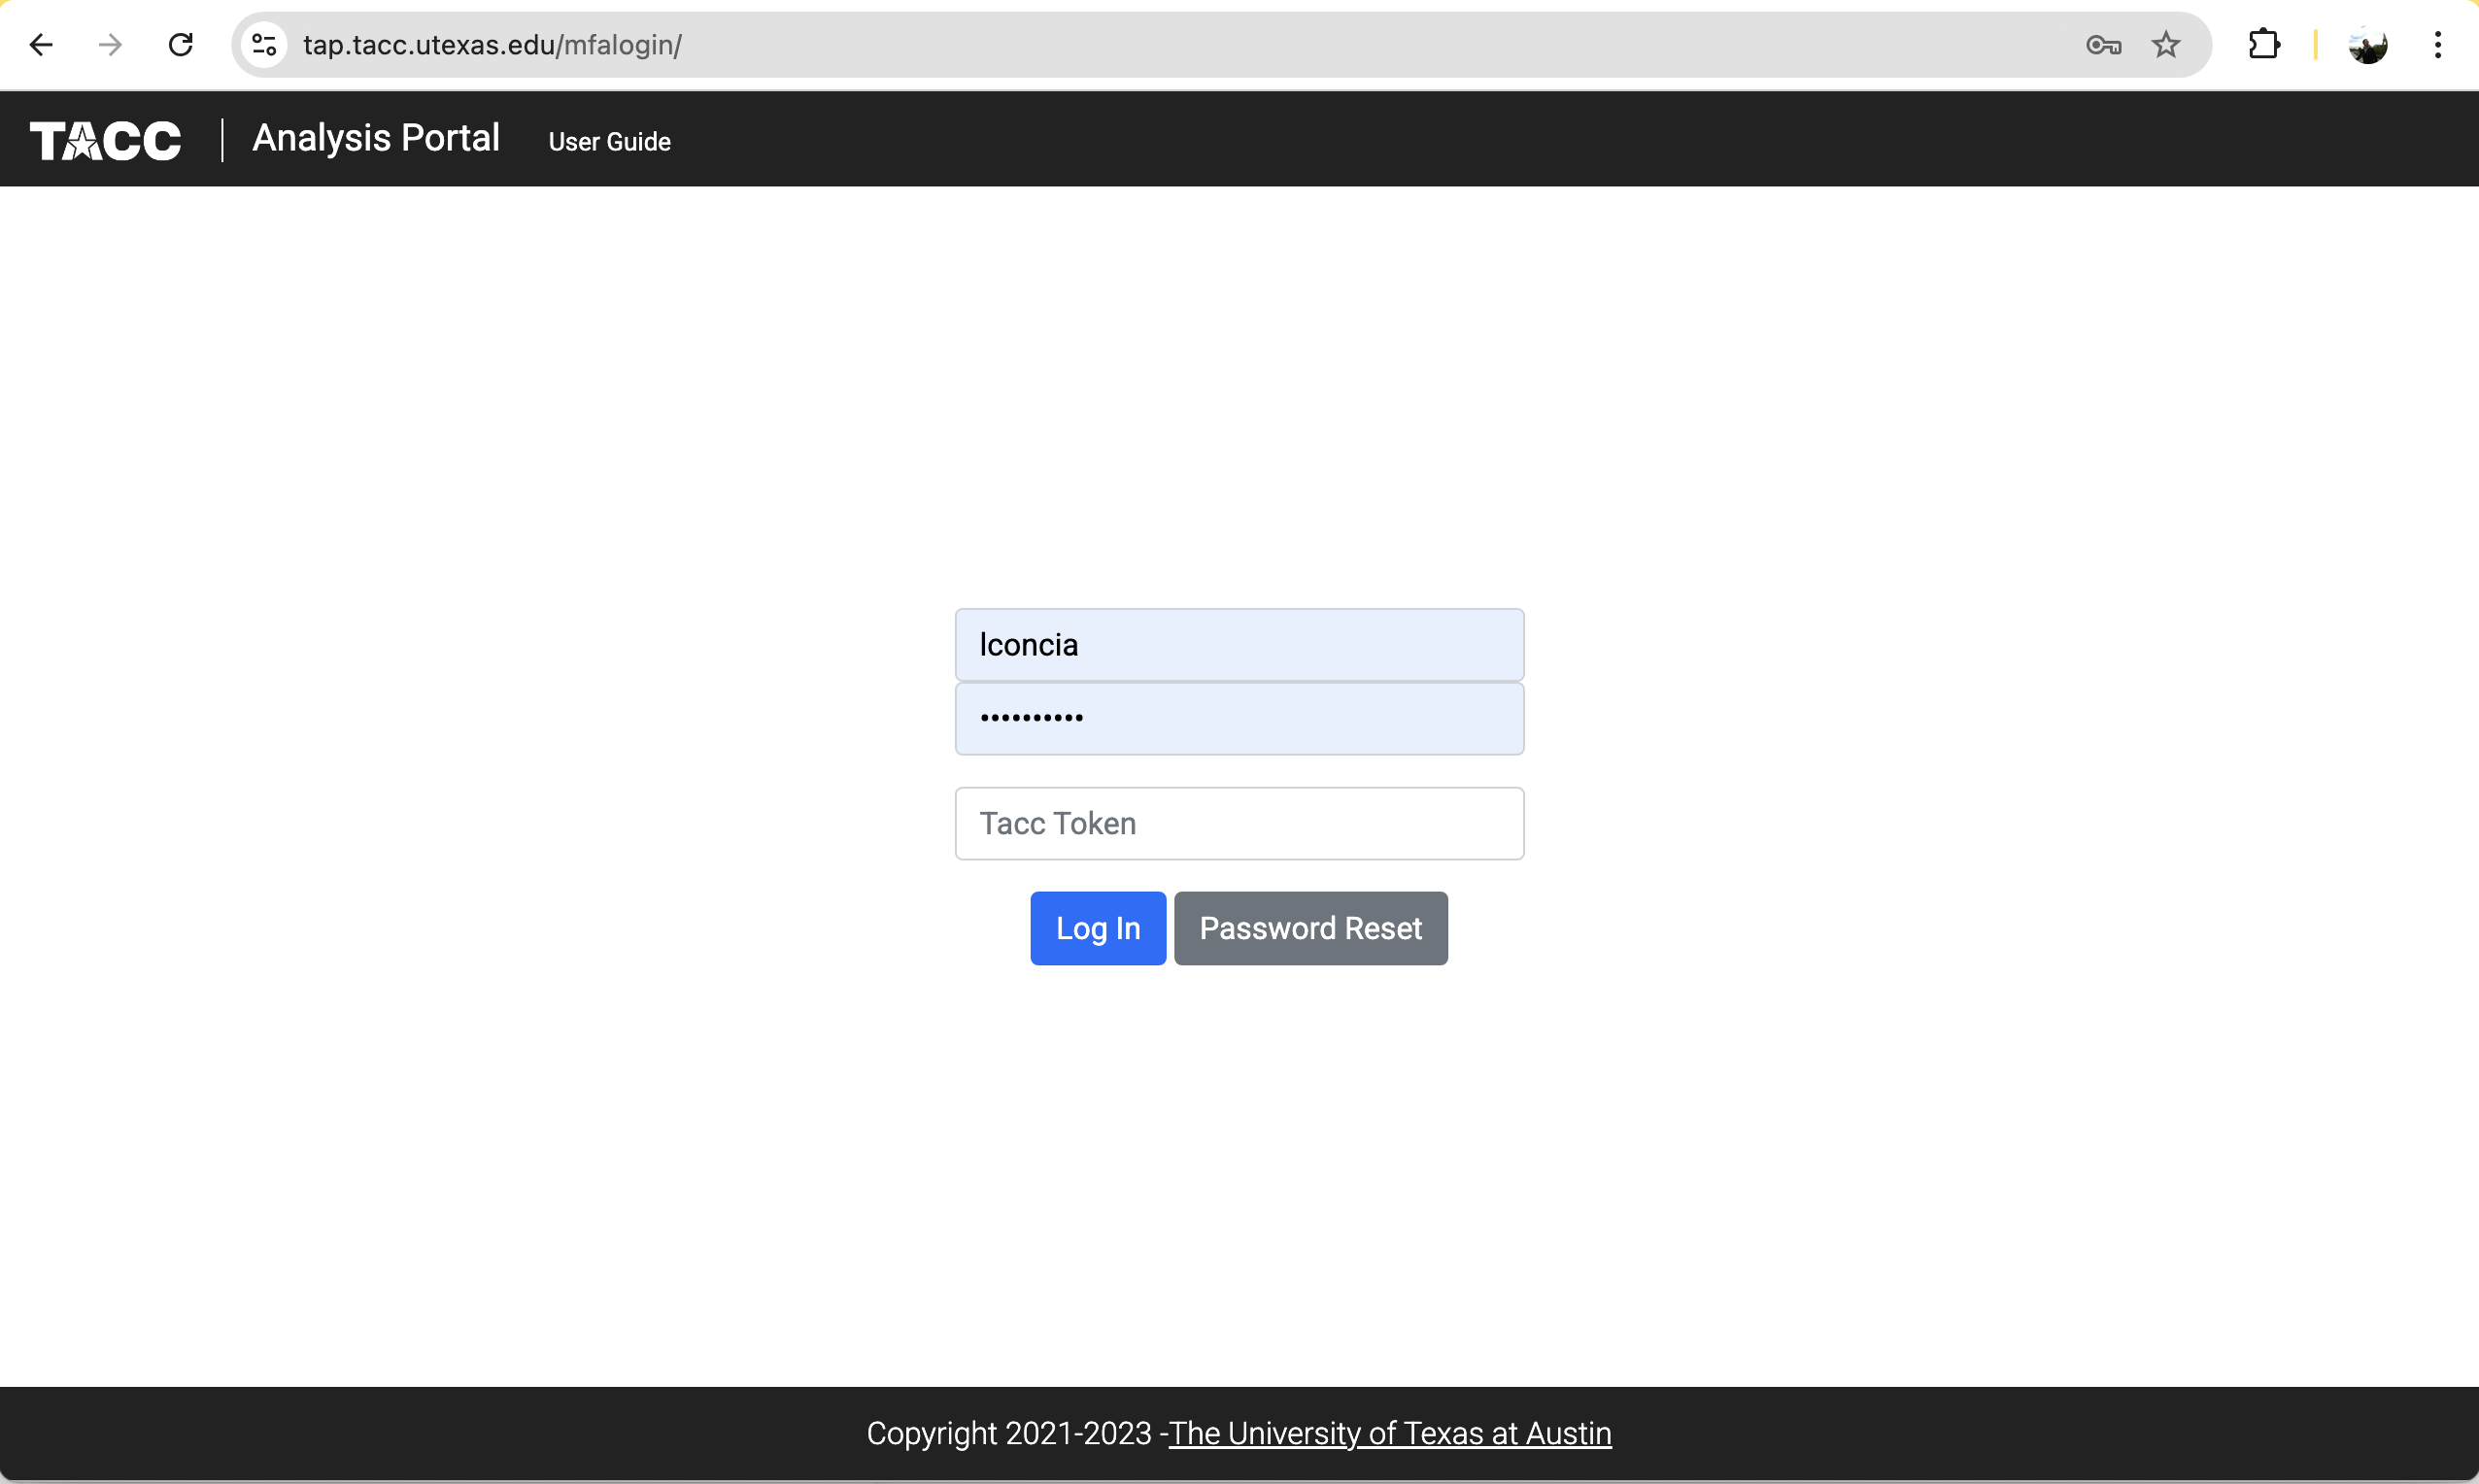 tap.tacc.utexas.edu/mfalogin/
TACC | Analysis Portal User Guide
lconcia
••••••••••
Tacc Token
Log In Password Reset
Copyright 2021-2023 -The University of Texas at Austin